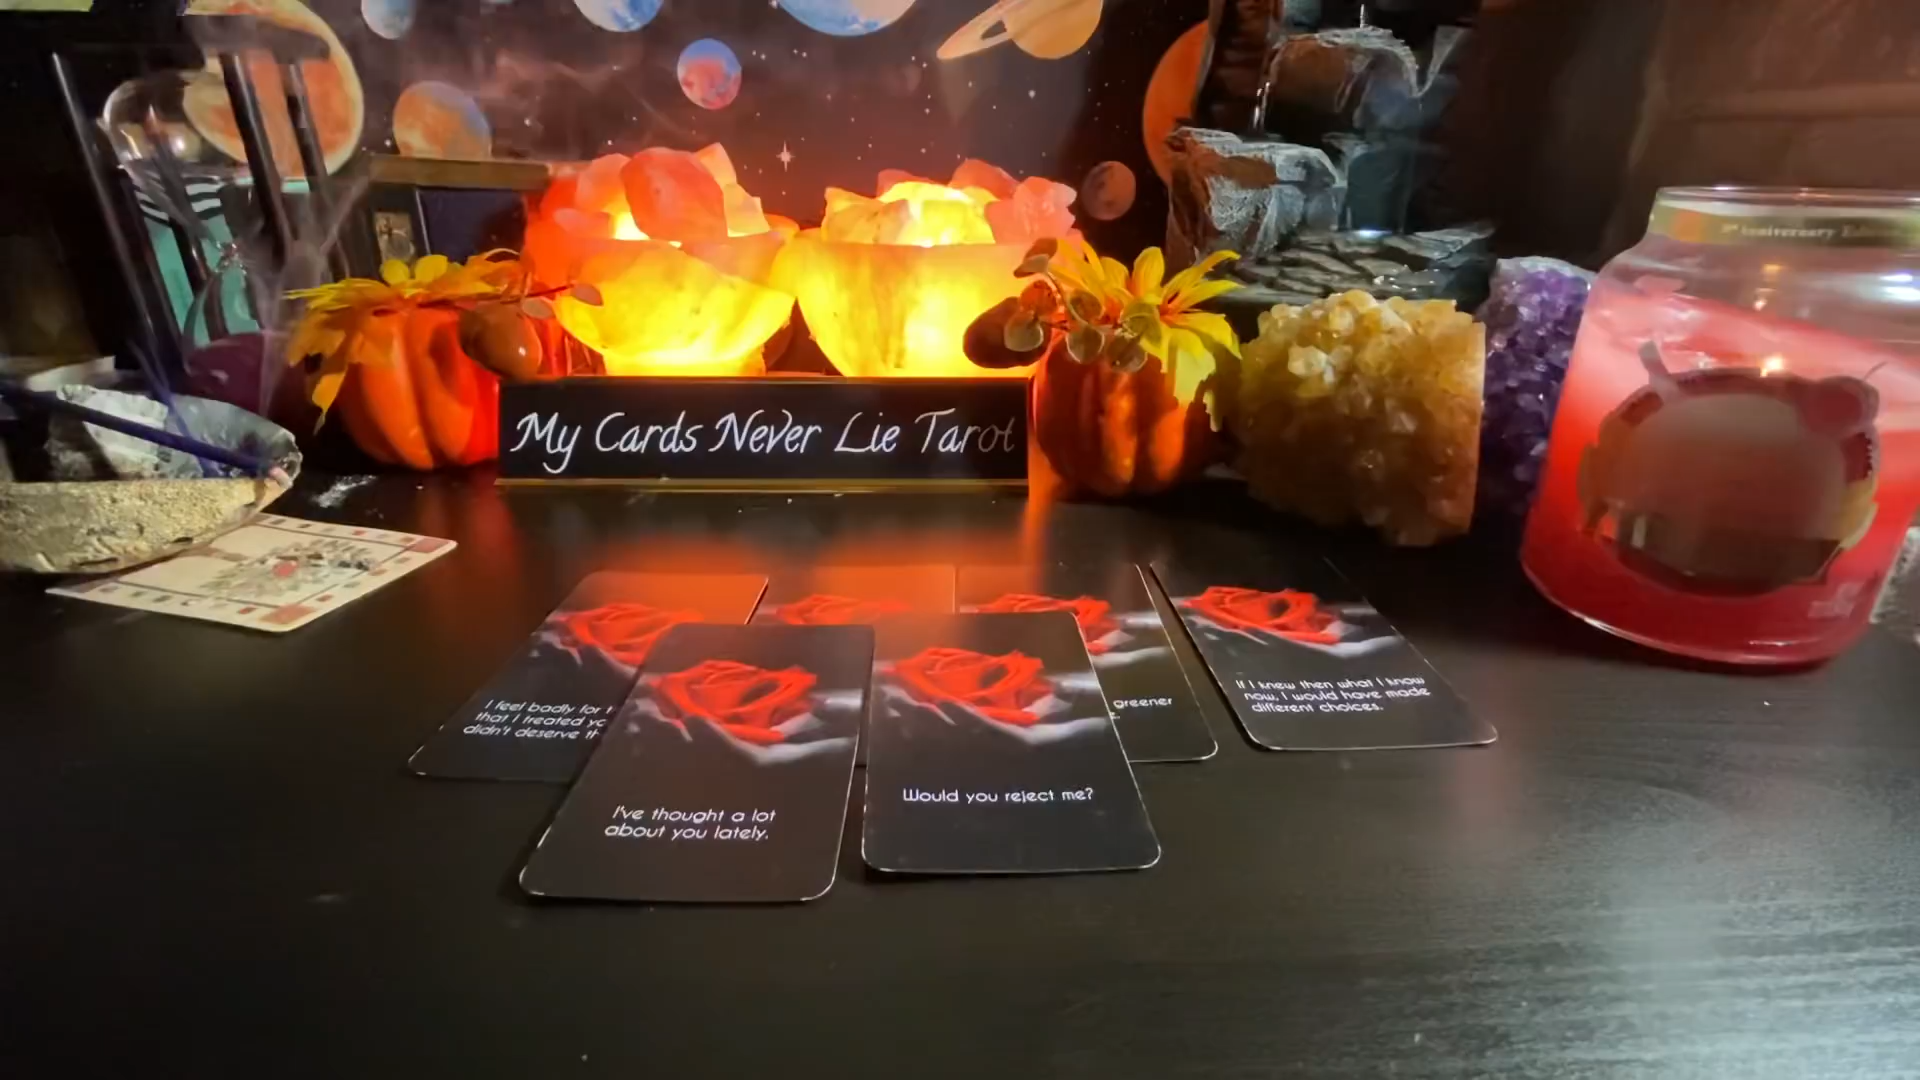 Anniversary
My Cards Never Lie Tarot
I feel badly for
that I treated
didn't deserve
greener
If I knew then what I know
now, I would have made
different choices.
I've thought a lot
about you lately.
Would you reject me?